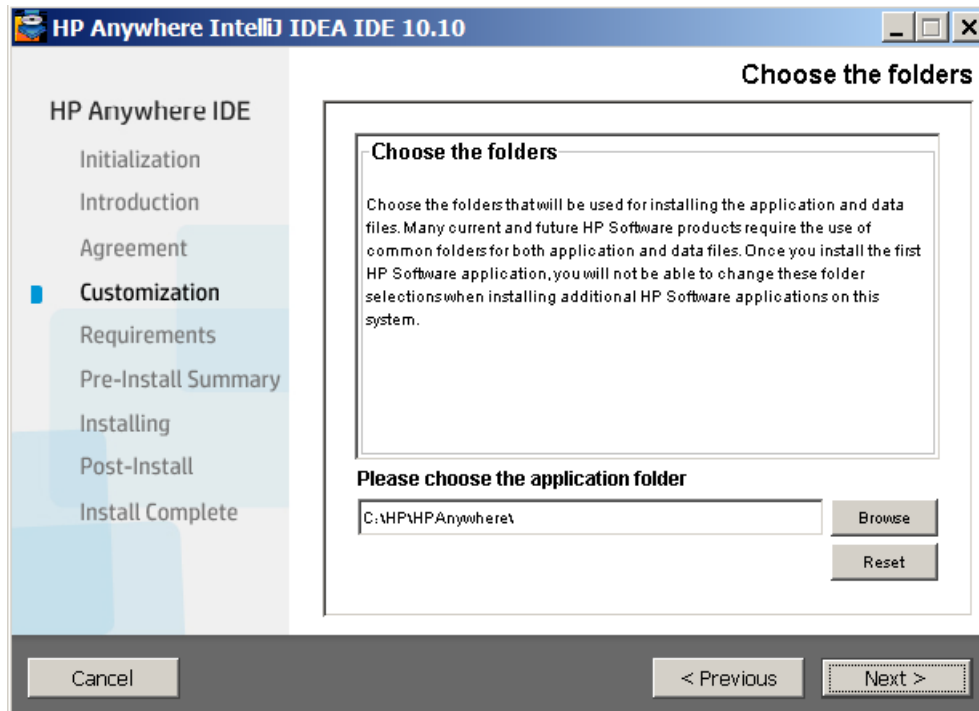 HP Anywhere IntelliJ IDEA IDE 10.10
Choose the folders
HP Anywhere IDE
Initialization
Introduction
Agreement
Customization
Requirements
Pre-Install Summary
Installing
Post-Install
Install Complete
Choose the folders
Choose the folders that will be used for installing the application and data
files. Many current and future HP Software products require the use of
common folders for both application and data files. Once you install the first
HP Software application, you will not be able to change these folder
selections when installing additional HP Software applications on this
system.
Please choose the application folder
C:\HP\HPAnywhere\
Browse
Reset
Cancel
< Previous
Next >